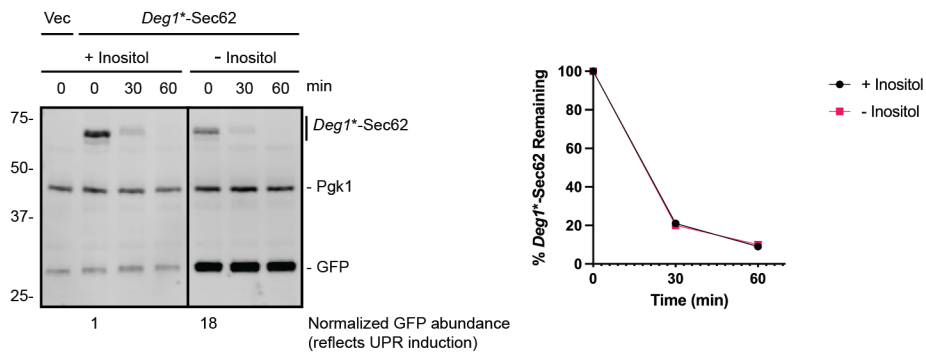 Vec Deg1*-Sec62
+ Inositol - Inositol
0 0 30 60 0 30 60 min
75-
50-
37-
25-
Deg1*-Sec62
- Pgk1
- GFP
1 18 Normalized GFP abundance
(reflects UPR induction)
% Deg1*-Sec62 Remaining
100
80
60
40
20
0
0 30 60
Time (min)
+ Inositol
- Inositol